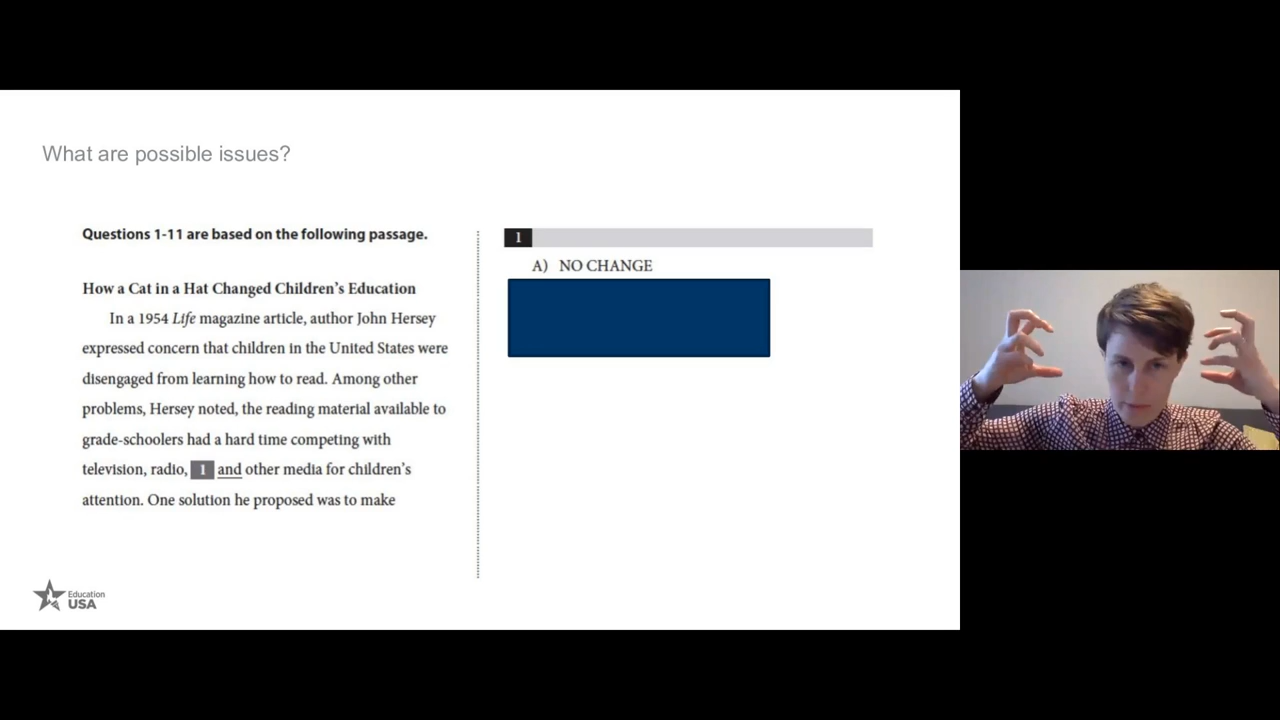 What are possible issues?
Questions 1-11 are based on the following passage.
How a Cat in a Hat Changed Children’s Education
In a 1954 Life magazine article, author John Hersey
expressed concern that children in the United States were
disengaged from learning how to read. Among other
problems, Hersey noted, the reading material available to
grade-schoolers had a hard time competing with
television, radio, 1 and other media for children’s
attention. One solution he proposed was to make
1
A) NO CHANGE
Education
USA